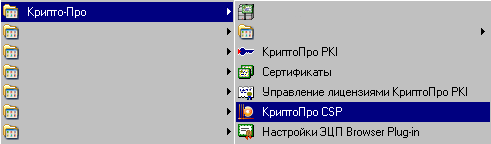 Крипто-Про
КриптоПро PKI
Сертификаты
Управление лицензиями КриптоПро PKI
КриптоПро CSP
Настройки ЭЦП Browser Plug-in